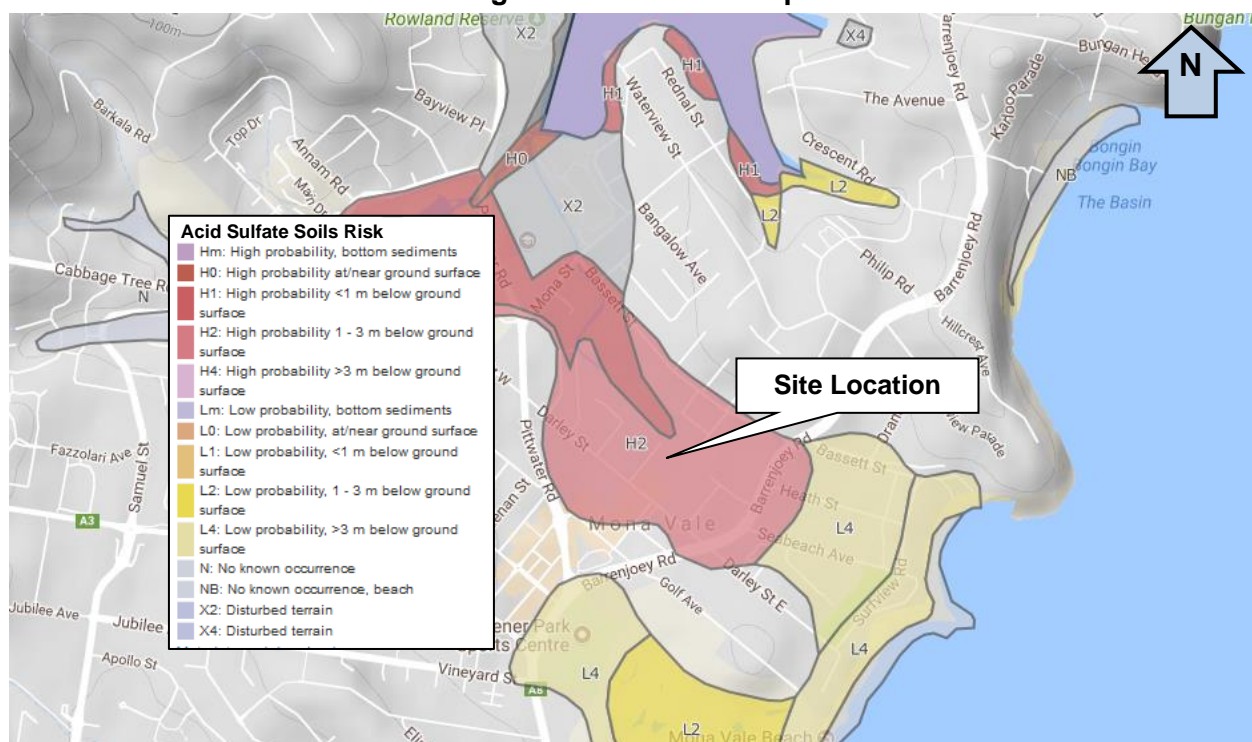 Rowland Reserve
100m
X2
X4
Bungan
Bungan He
N
Barrenjoey Rd
Karloo Parade
The Avenue
H1
Rednal St
Waterview St
H1
Bayview Pl
Barkala Rd
Top Dr
Annam Rd
Main Dr
H0
X2
H1
Crescent Rd
L2
L2
NB
Bongin
Bongin Bay
The Basin
Bangalow Ave
Philip Rd
Barrenjoey Rd
Hillcrest Ave
Mona St
Bassett St
Cabbage Tree R
N
Acid Sulfate Soils Risk
Hm: High probability, bottom sediments
H0: High probability at/near ground surface
H1: High probability <1 m below ground
surface
H2: High probability 1 - 3 m below ground
surface
H4: High probability >3 m below ground
surface
Lm: Low probability, bottom sediments
L0: Low probability, at/near ground surface
L1: Low probability, <1 m below ground
surface
L2: Low probability, 1 - 3 m below ground
surface
L4: Low probability, >3 m below ground
surface
N: No known occurrence
NB: No known occurrence, beach
X2: Disturbed terrain
X4: Disturbed terrain
Site Location
Darley St
H2
Pittwater Rd
Barrenjoey Rd
Bassett St
Heath St
L4
Seabeach Ave
Surfview Rd
Mona Vale
Barrenjoey Rd
Golf Ave
Darley St E
Fazzolari Ave
Samuel St
A3
Jubilee Ave
Jubilee
Apollo St
ener Park
Sports Centre
Vineyard S
A8
L4
L4
L2
Mona Vale Beach